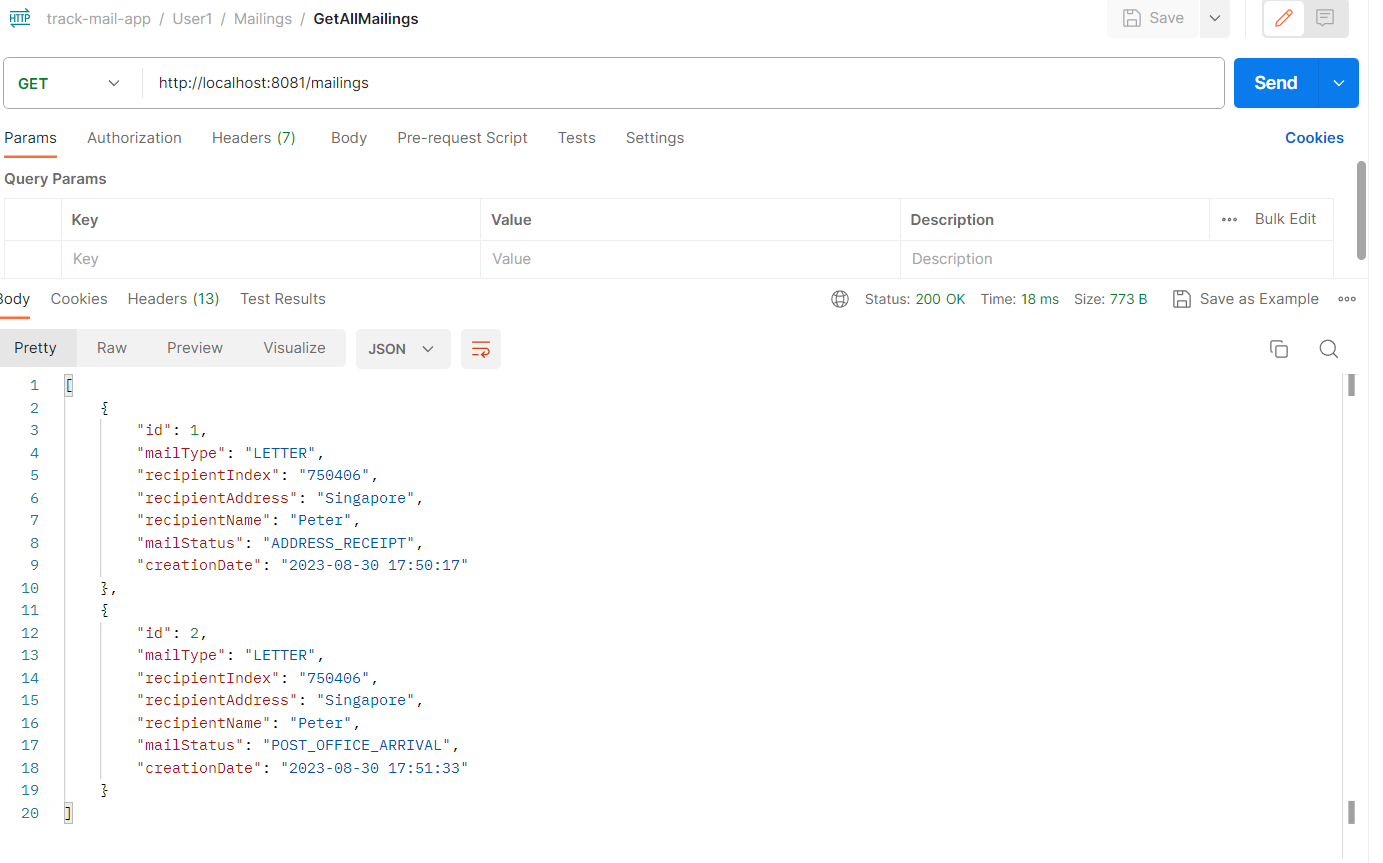 HTTP track-mail-app / User1 / Mailings / GetAllMailings Save
GET http://localhost:8081/mailings Send
Params Authorization Headers (7) Body Pre-request Script Tests Settings Cookies
Query Params
Key Value Description Bulk Edit
Key Value Description
Body Cookies Headers (13) Test Results Status: 200 OK Time: 18 ms Size: 773 B Save as Example
Pretty Raw Preview Visualize JSON
1 [
2 {
3 "id": 1,
4 "mailType": "LETTER",
5 "recipientIndex": "750406",
6 "recipientAddress": "Singapore",
7 "recipientName": "Peter",
8 "mailStatus": "ADDRESS_RECEIPT",
9 "creationDate": "2023-08-30 17:50:17"
10 },
11 {
12 "id": 2,
13 "mailType": "LETTER",
14 "recipientIndex": "750406",
15 "recipientAddress": "Singapore",
16 "recipientName": "Peter",
17 "mailStatus": "POST_OFFICE_ARRIVAL",
18 "creationDate": "2023-08-30 17:51:33"
19 }
20 ]